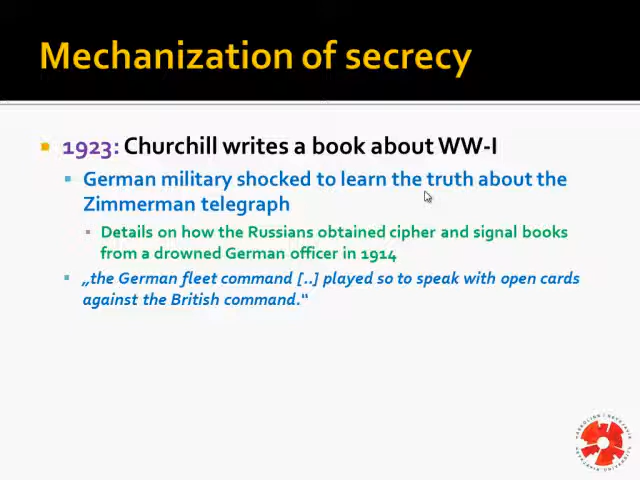 Mechanization of secrecy
1923: Churchill writes a book about WW-I
German military shocked to learn the truth about the
Zimmerman telegraph
Details on how the Russians obtained cipher and signal books
from a drowned German officer in 1914
„the German fleet command [..] played so to speak with open cards
against the British command.“